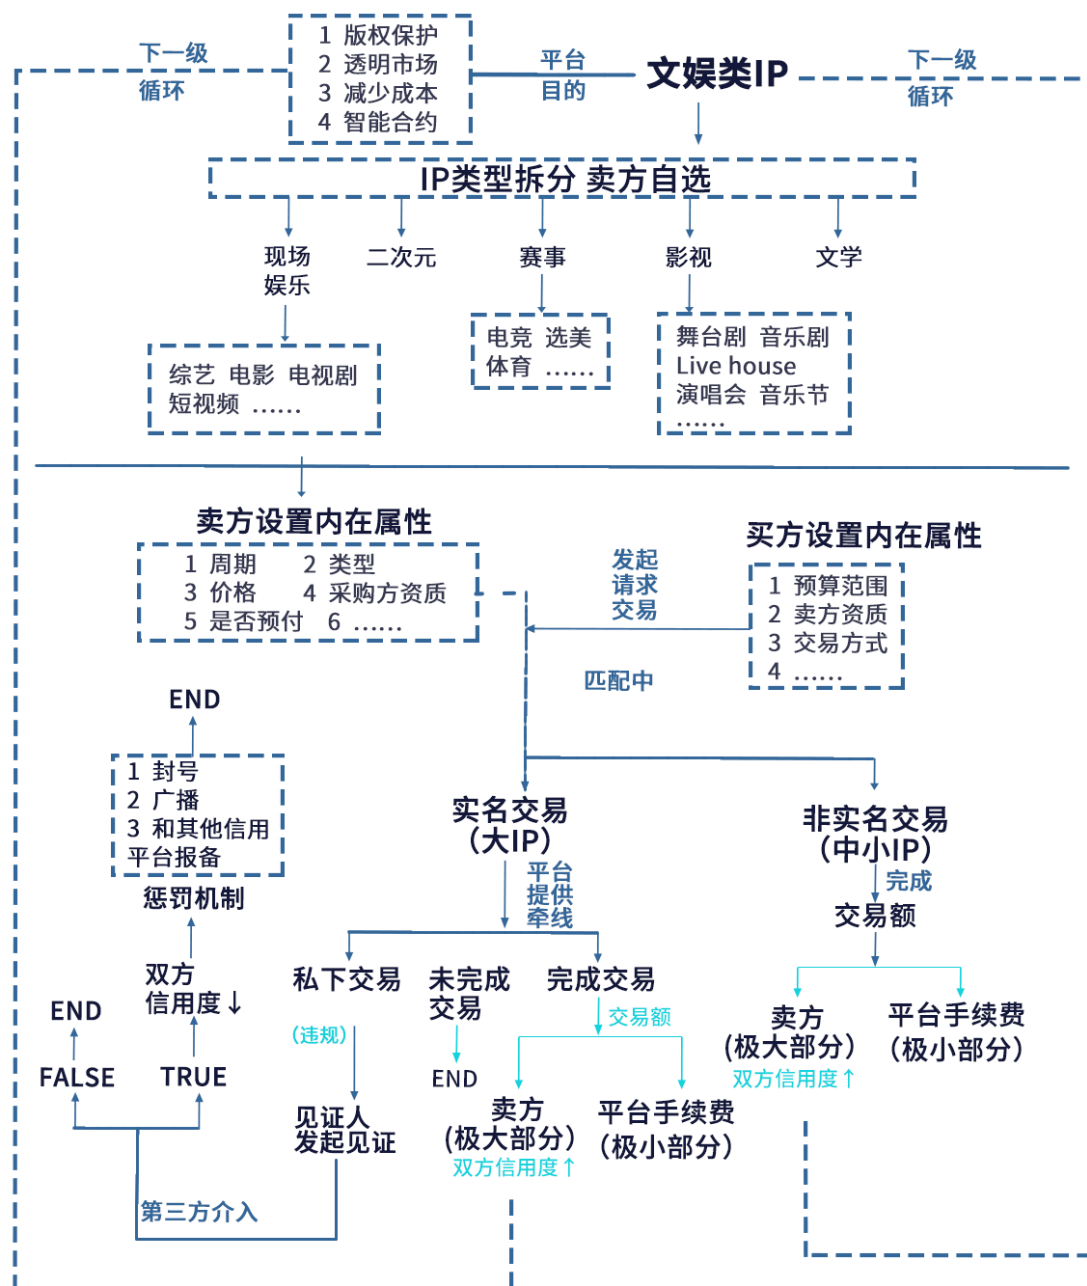 下一级
循环
1 版权保护
2 透明市场
3 减少成本
4 智能合约
平台
目的
文娱类IP
下一级
循环
IP类型拆分 卖方自选
现场
娱乐
二次元
赛事
影视
文学
综艺 电影 电视剧
短视频 ……
电竞 选美
体育 ……
舞台剧 音乐剧
Live house
演唱会 音乐节
……
卖方设置内在属性
1 周期 2 类型
3 价格 4 采购方资质
5 是否预付 6 ……
发起
请求
交易
买方设置内在属性
1 预算范围
2 卖方资质
3 交易方式
4 ……
匹配中
END
1 封号
2 广播
3 和其他信用
平台报备
惩罚机制
双方
信用度↓
END
FALSE
TRUE
第三方介入
实名交易
（大IP）
平台
提供
牵线
私下交易
（违规）
见证人
发起见证
未完成
交易
END
完成交易
交易额
卖方
(极大部分）
双方信用度↑
平台手续费
（极小部分）
非实名交易
（中小IP）
完成
交易额
卖方
(极大部分）
双方信用度↑
平台手续费
（极小部分）